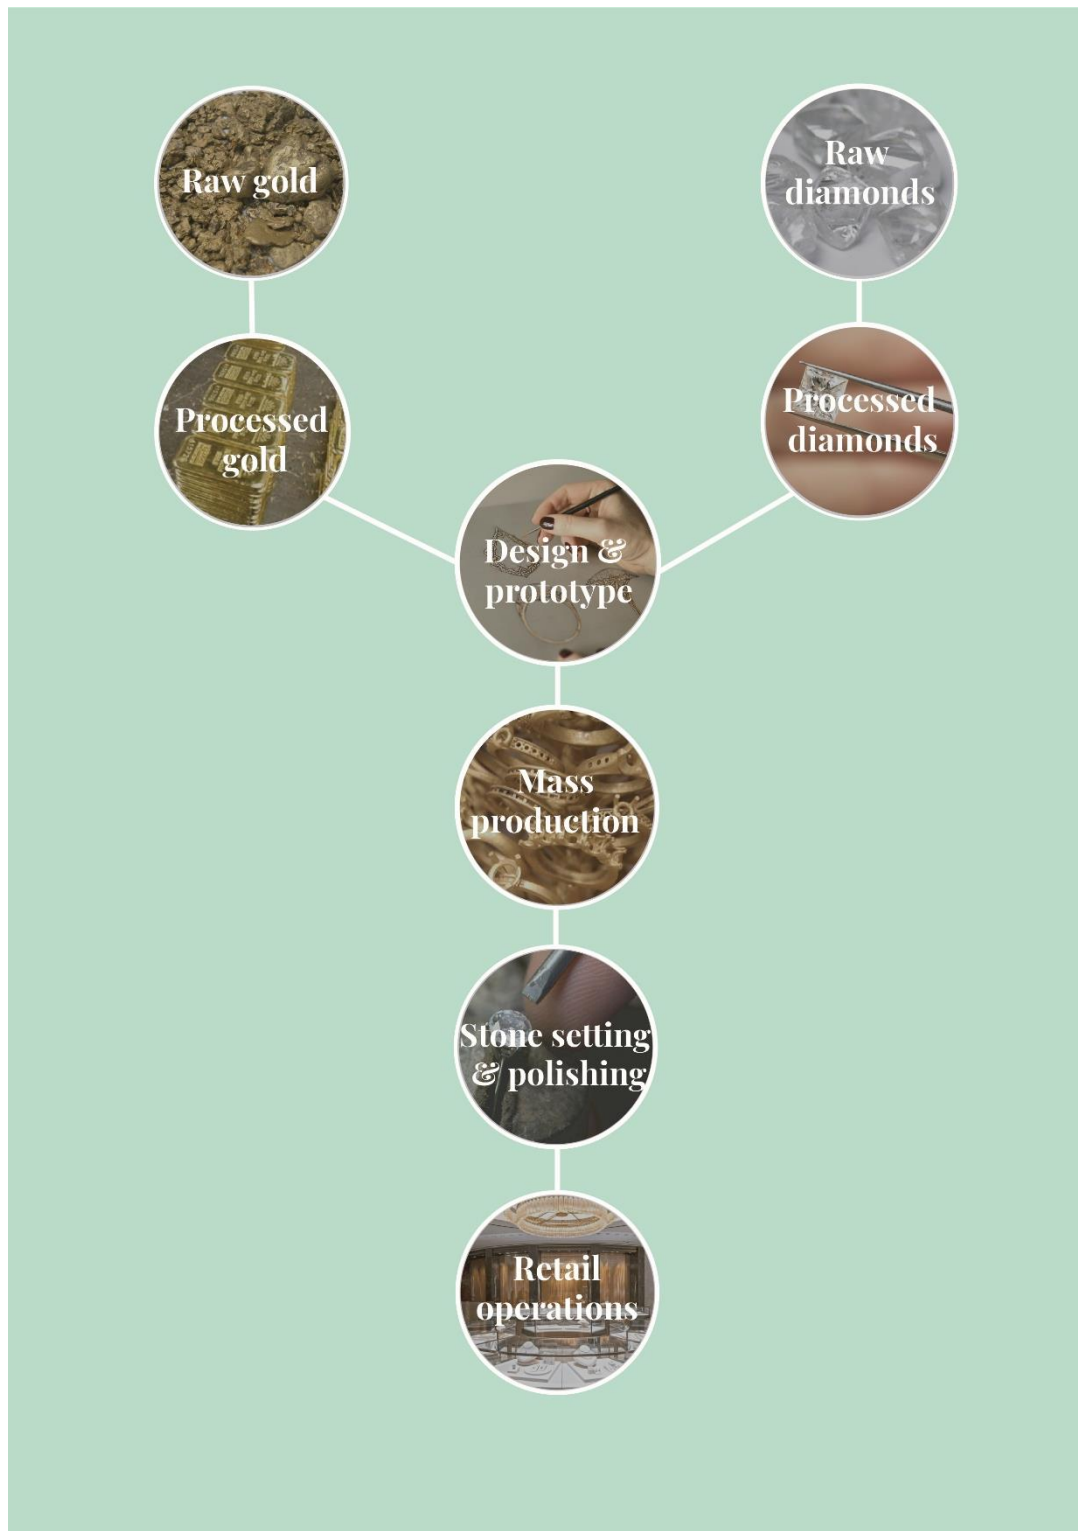 Raw gold
Raw
diamonds
Processed
gold
Processed
diamonds
Design &
prototype
Mass
production
Stone setting
& polishing
Retail
operations